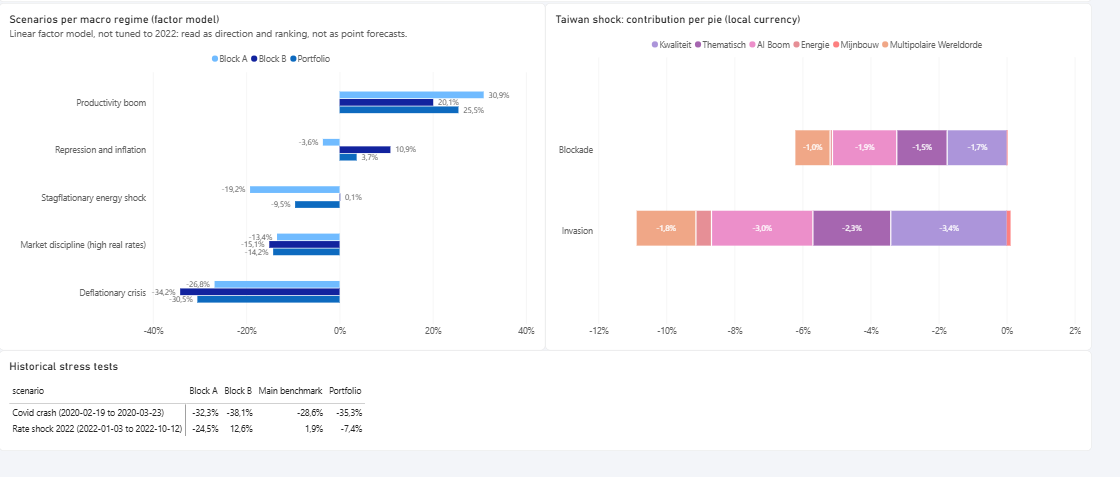 Scenarios per macro regime (factor model)
Linear factor model, not tuned to 2022: read as direction and ranking, not as point forecasts.
Block A Block B Portfolio
Productivity boom 30,9% 20,1% 25,5%
Repression and inflation -3,6% 10,9% 3,7%
Stagflationary energy shock -19,2% 0,1% -9,5%
Market discipline (high real rates) -13,4% -15,1% -14,2%
Deflationary crisis -26,8% -34,2% -30,5%
-40% -20% 0% 20% 40%
Taiwan shock: contribution per pie (local currency)
Kwaliteit Thematisch AI Boom Energie Mijnbouw Multipolaire Wereldorde
Blockade -1,0% -1,9% -1,5% -1,7%
Invasion -1,8% -3,0% -2,3% -3,4%
-12% -10% -8% -6% -4% -2% 0% 2%
Historical stress tests
scenario Block A Block B Main benchmark Portfolio
Covid crash (2020-02-19 to 2020-03-23) -32,3% -38,1% -28,6% -35,3%
Rate shock 2022 (2022-01-03 to 2022-10-12) -24,5% 12,6% 1,9% -7,4%